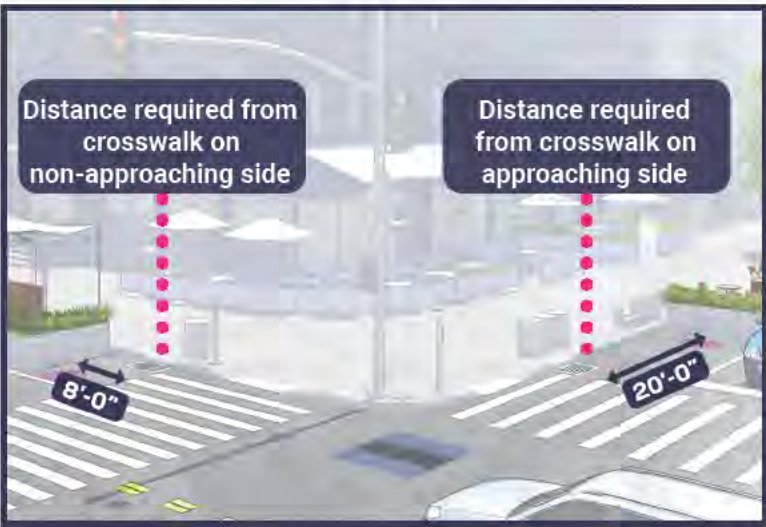 Distance required from
crosswalk on
non-approaching side
Distance required
from crosswalk on
approaching side
8'-0"
20'-0"